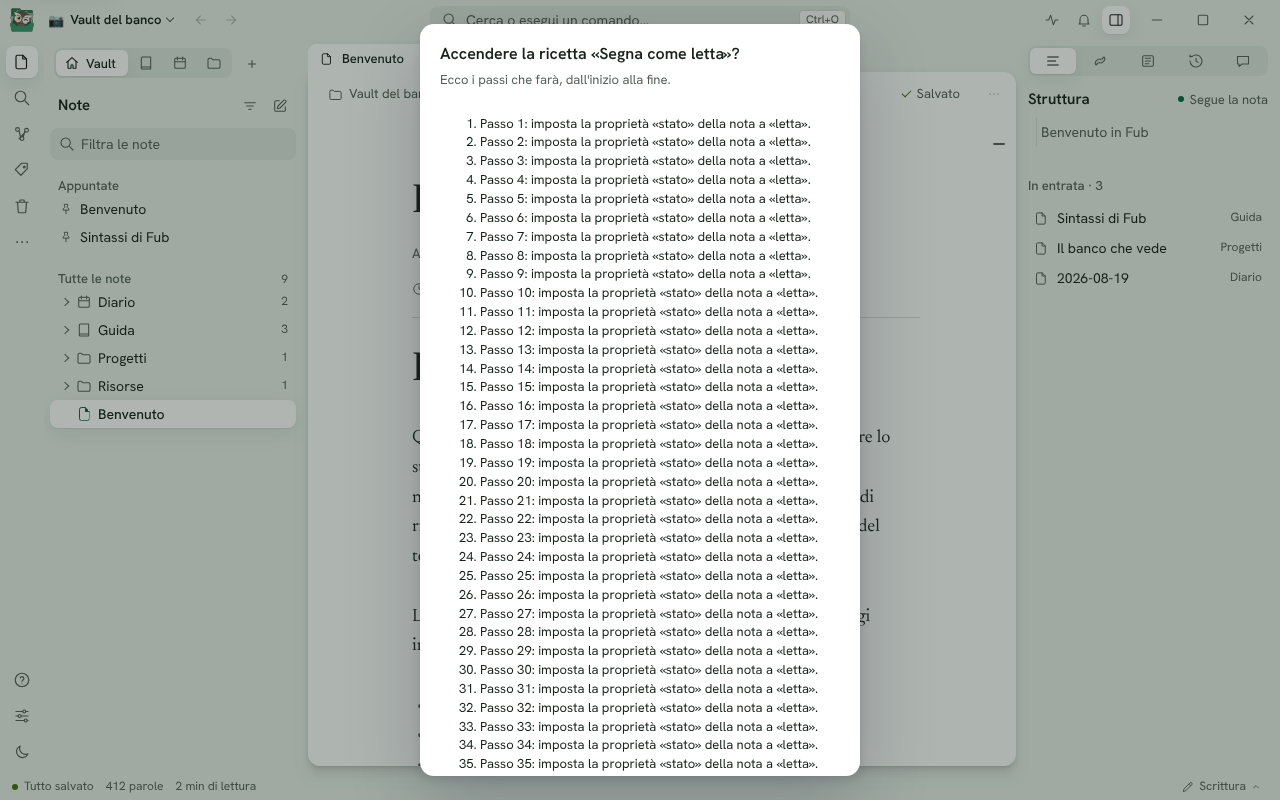 Vault del banco
Cerca o esegui un comando...
Ctrl+O
Vault
Note
Filtra le note
Appuntate
Benvenuto
Sintassi di Fub
Tutte le note 9
Diario 2
Guida 3
Progetti 1
Risorse 1
Benvenuto
Benvenuto
Vault del ban
Salvato
Accendere la ricetta «Segna come letta»?
Ecco i passi che farà, dall'inizio alla fine.
1. Passo 1: imposta la proprietà «stato» della nota a «letta».
2. Passo 2: imposta la proprietà «stato» della nota a «letta».
3. Passo 3: imposta la proprietà «stato» della nota a «letta».
4. Passo 4: imposta la proprietà «stato» della nota a «letta».
5. Passo 5: imposta la proprietà «stato» della nota a «letta».
6. Passo 6: imposta la proprietà «stato» della nota a «letta».
7. Passo 7: imposta la proprietà «stato» della nota a «letta».
8. Passo 8: imposta la proprietà «stato» della nota a «letta».
9. Passo 9: imposta la proprietà «stato» della nota a «letta».
10. Passo 10: imposta la proprietà «stato» della nota a «letta».
11. Passo 11: imposta la proprietà «stato» della nota a «letta».
12. Passo 12: imposta la proprietà «stato» della nota a «letta».
13. Passo 13: imposta la proprietà «stato» della nota a «letta».
14. Passo 14: imposta la proprietà «stato» della nota a «letta».
15. Passo 15: imposta la proprietà «stato» della nota a «letta».
16. Passo 16: imposta la proprietà «stato» della nota a «letta».
17. Passo 17: imposta la proprietà «stato» della nota a «letta».
18. Passo 18: imposta la proprietà «stato» della nota a «letta».
19. Passo 19: imposta la proprietà «stato» della nota a «letta».
20. Passo 20: imposta la proprietà «stato» della nota a «letta».
21. Passo 21: imposta la proprietà «stato» della nota a «letta».
22. Passo 22: imposta la proprietà «stato» della nota a «letta».
23. Passo 23: imposta la proprietà «stato» della nota a «letta».
24. Passo 24: imposta la proprietà «stato» della nota a «letta».
25. Passo 25: imposta la proprietà «stato» della nota a «letta».
26. Passo 26: imposta la proprietà «stato» della nota a «letta».
27. Passo 27: imposta la proprietà «stato» della nota a «letta».
28. Passo 28: imposta la proprietà «stato» della nota a «letta».
29. Passo 29: imposta la proprietà «stato» della nota a «letta».
30. Passo 30: imposta la proprietà «stato» della nota a «letta».
31. Passo 31: imposta la proprietà «stato» della nota a «letta».
32. Passo 32: imposta la proprietà «stato» della nota a «letta».
33. Passo 33: imposta la proprietà «stato» della nota a «letta».
34. Passo 34: imposta la proprietà «stato» della nota a «letta».
35. Passo 35: imposta la proprietà «stato» della nota a «letta».
re lo
di
del
gi
Struttura
Segue la nota
Benvenuto in Fub
In entrata · 3
Sintassi di Fub Guida
Il banco che vede Progetti
2026-08-19 Diario
Tutto salvato 412 parole 2 min di lettura
Scrittura